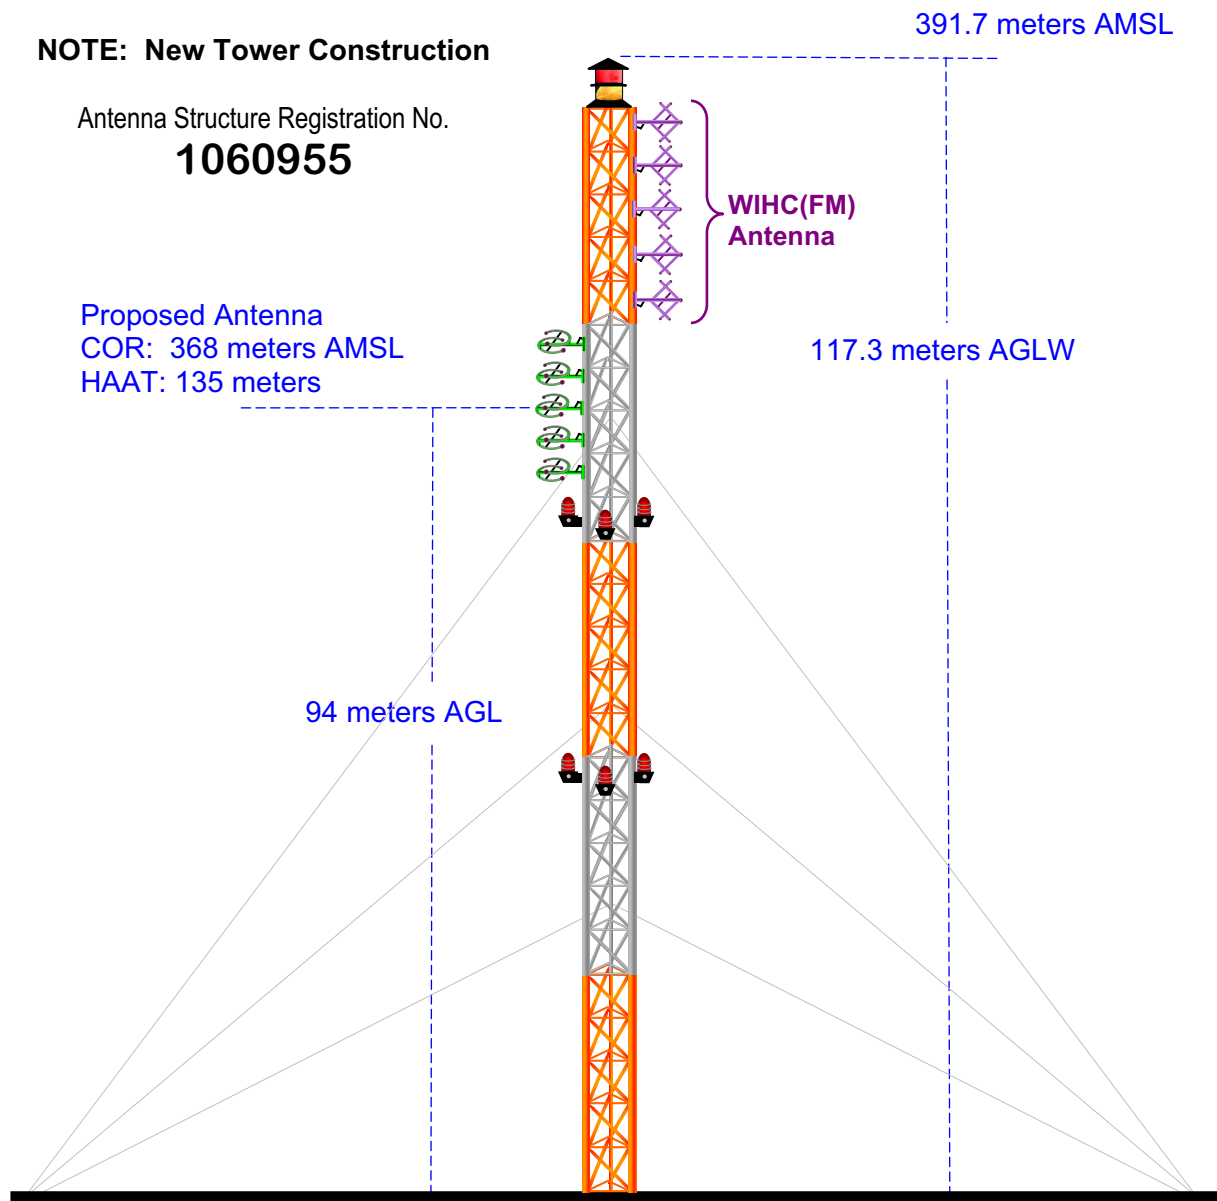 391.7 meters AMSL
NOTE:  New Tower Construction
Antenna Structure Registration No.
1060955
WIHC(FM)
Antenna
Proposed Antenna
COR:  368 meters AMSL
HAAT: 135 meters
117.3 meters AGLW
94 meters AGL